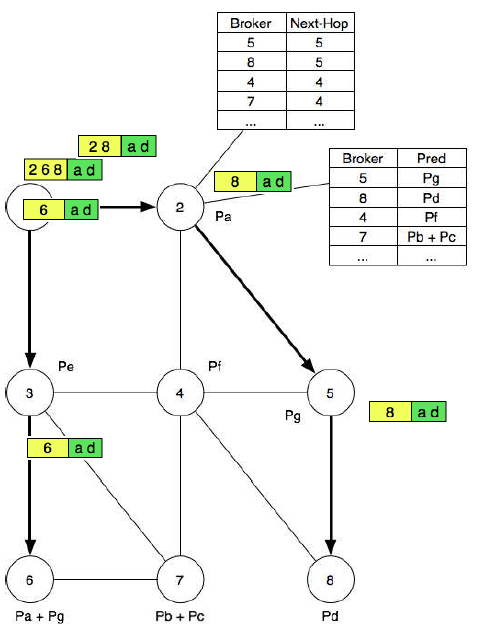 Broker Next-Hop
5 5
8 5
4 4
7 4
... ...
2 8 a d
2 6 8 a d
8 a d
6 a d
2
Pa
Broker Pred
5 Pg
8 Pd
4 Pf
7 Pb + Pc
... ...
Pe
Pf
3
4
5
Pg
8 a d
6 a d
6
7
8
Pa + Pg
Pb + Pc
Pd